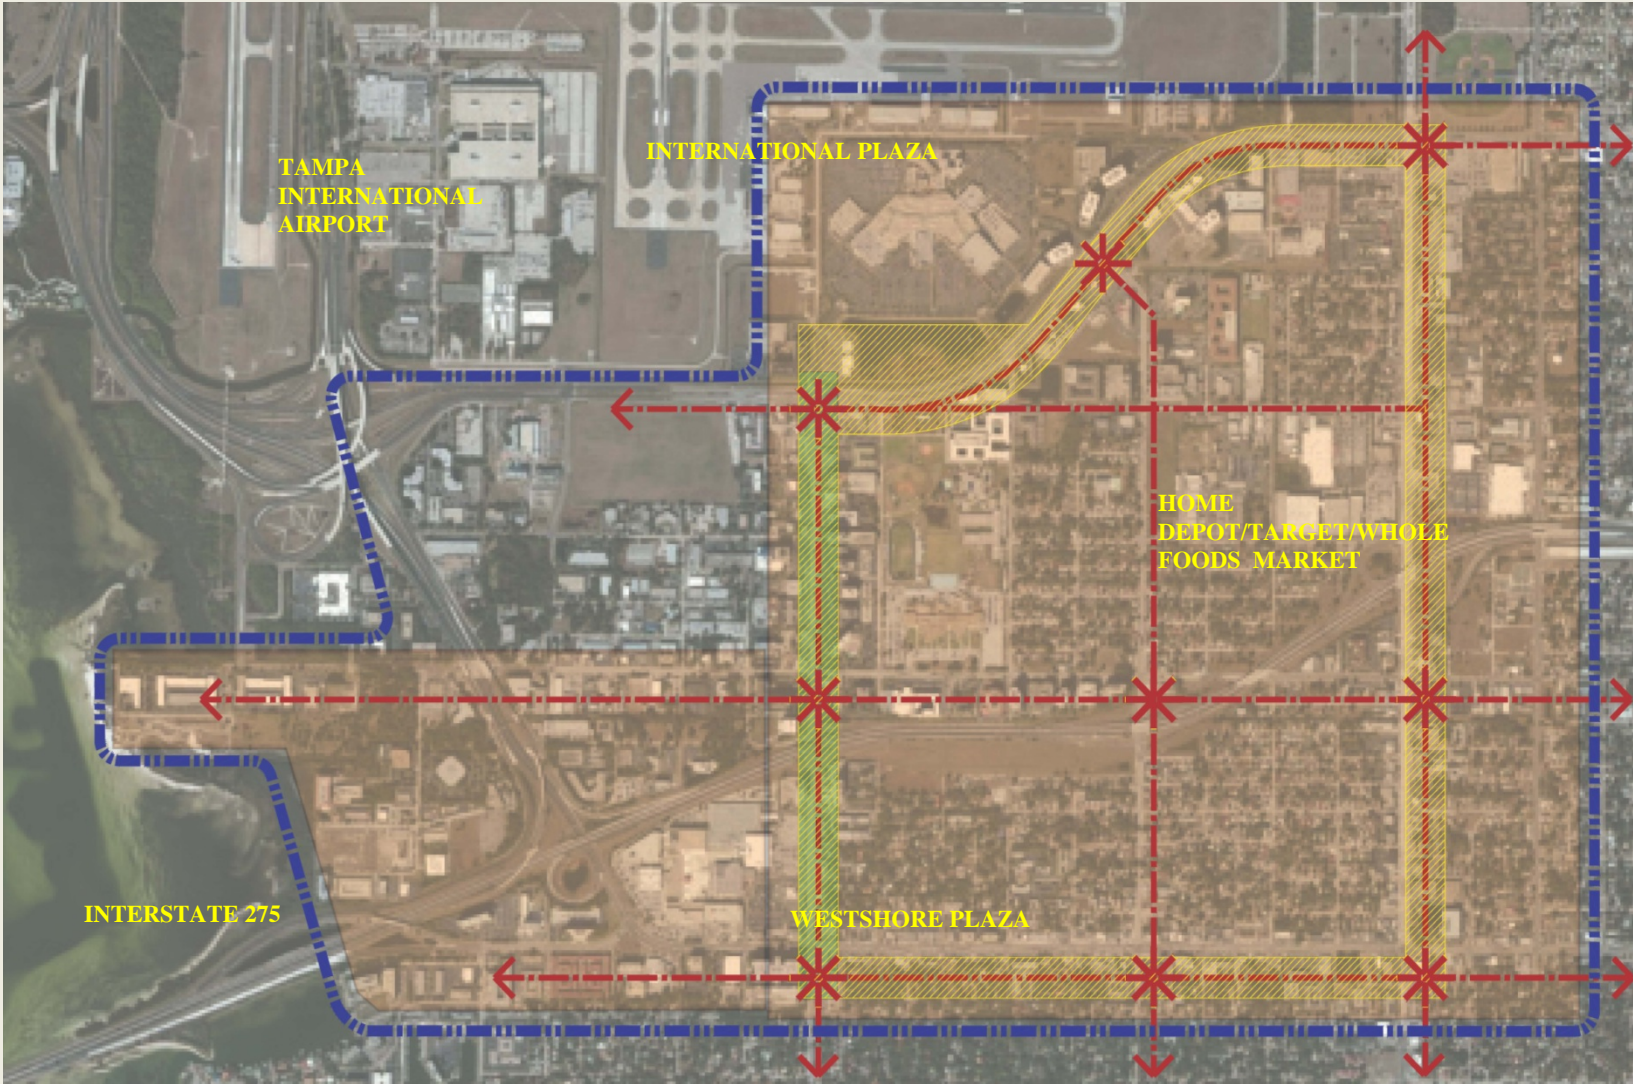 INTERNATIONAL PLAZA
TAMPA
INTERNATIONAL
AIRPORT
HOME
DEPOT/TARGET/WHOLE
FOODS MARKET
INTERSTATE 275
WESTSHORE PLAZA